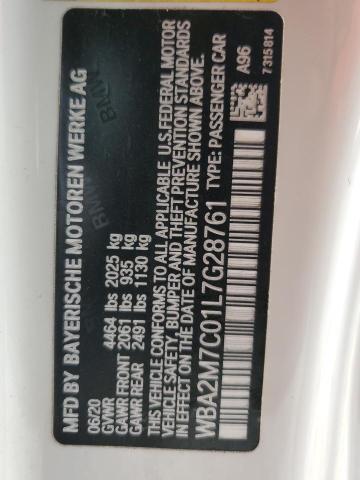 MFD BY BAYERISCHE MOTOREN WERKE AG
06/20
GVWR 4464 lbs 2025 kg
GAWR FRONT 2061 lbs 935 kg
GAWR REAR 2491 lbs 1130 kg
THIS VEHICLE CONFORMS TO ALL APPLICABLE U.S.FEDERAL MOTOR
VEHICLE SAFETY, BUMPER AND THEFT PREVENTION STANDARDS
IN EFFECT ON THE DATE OF MANUFACTURE SHOWN ABOVE.
WBA2M7C01L7G28761 TYPE: PASSENGER CAR
A96
7 315 814
BMW
BMW
BMW